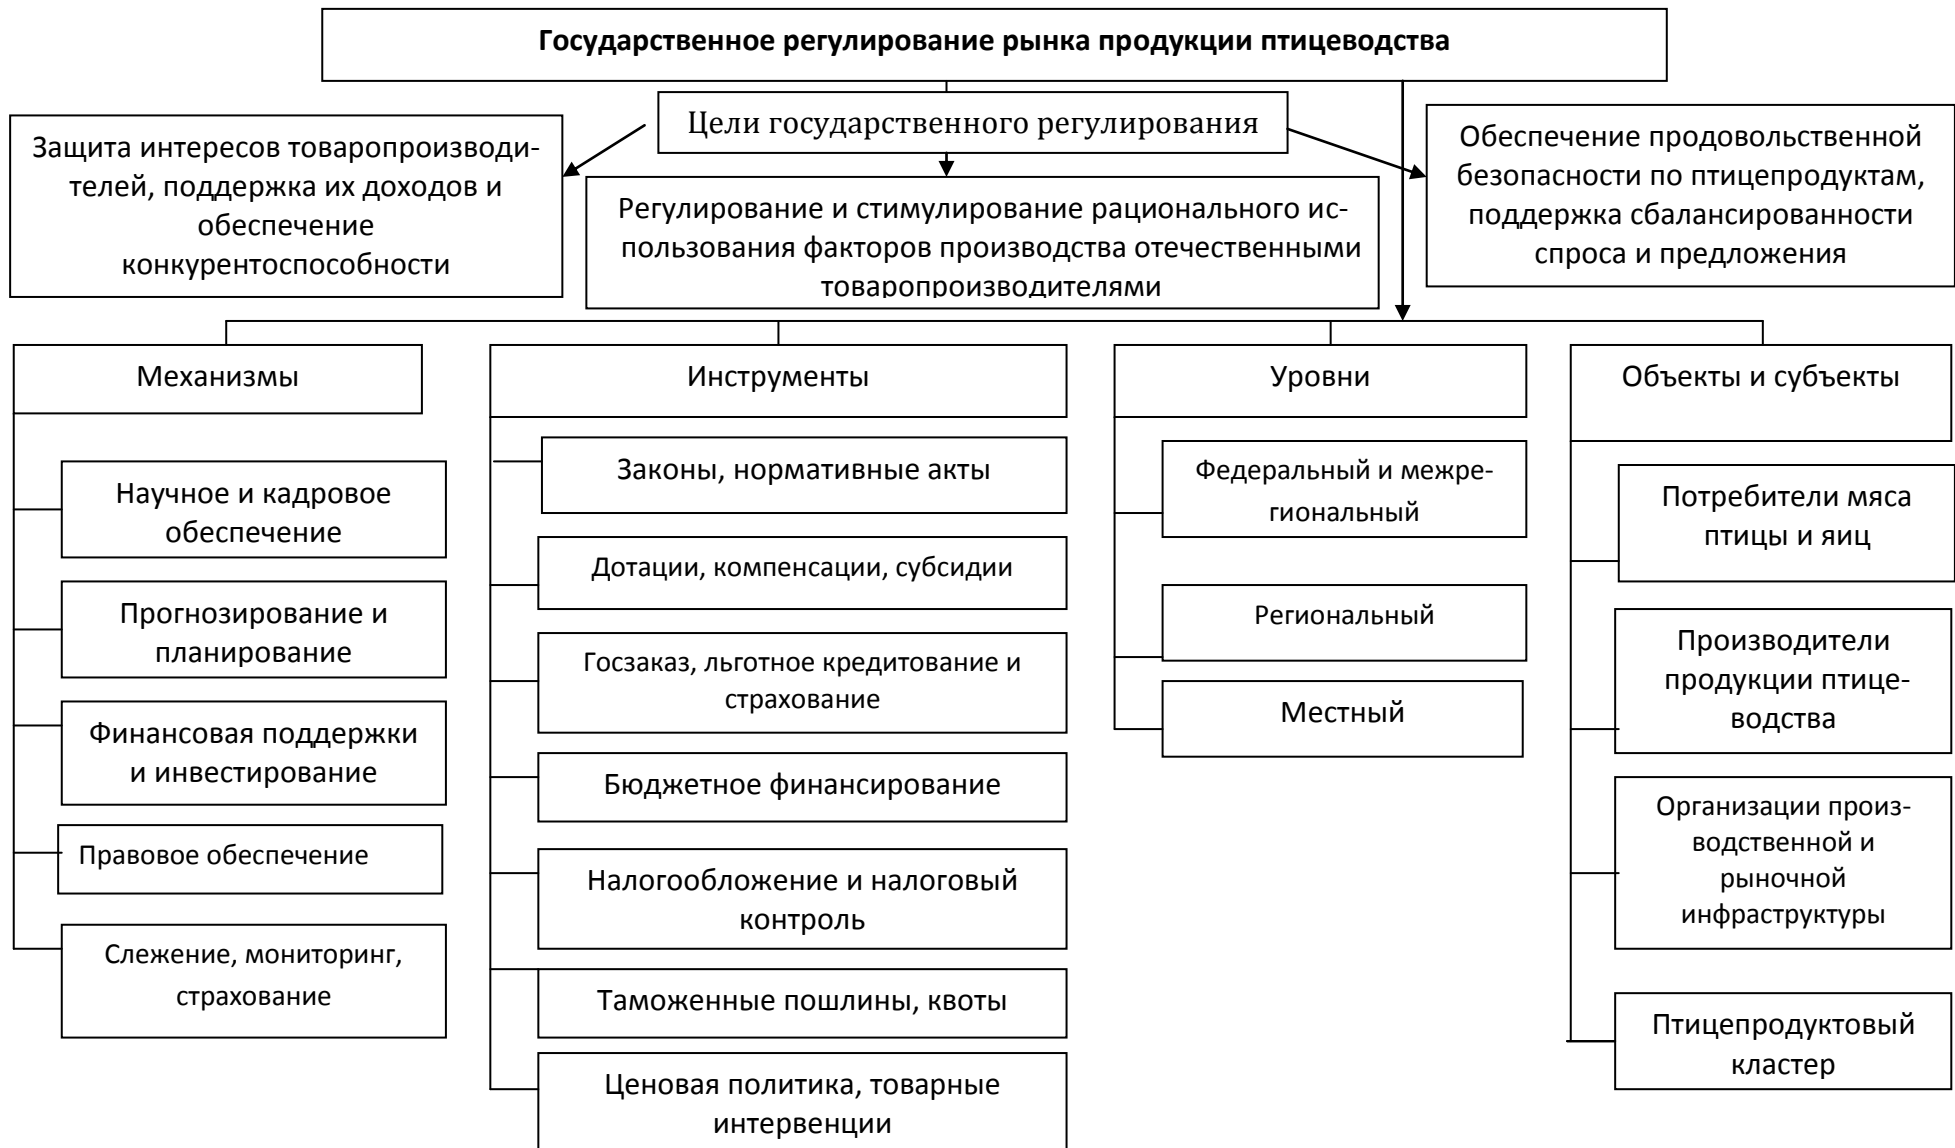 Государственное регулирование рынка продукции птицеводства
Цели государственного регулирования
Защита интересов товаропроизводи-
телей, поддержка их доходов и
обеспечение
конкурентоспособности
Регулирование и стимулирование рационального ис-
пользования факторов производства отечественными
товаропроизводителями
Обеспечение продовольственной
безопасности по птицепродуктам,
поддержка сбалансированности
спроса и предложения
Механизмы
Научное и кадровое
обеспечение
Прогнозирование и
планирование
Финансовая поддержки
и инвестирование
Правовое обеспечение
Слежение, мониторинг,
страхование
Инструменты
Законы, нормативные акты
Дотации, компенсации, субсидии
Госзаказ, льготное кредитование и
страхование
Бюджетное финансирование
Налогообложение и налоговый
контроль
Таможенные пошлины, квоты
Ценовая политика, товарные
интервенции
Уровни
Федеральный и межре-
гиональный
Региональный
Местный
Объекты и субъекты
Потребители мяса
птицы и яиц
Производители
продукции птице-
водства
Организации произ-
водственной и
рыночной
инфраструктуры
Птицепродуктовый
кластер